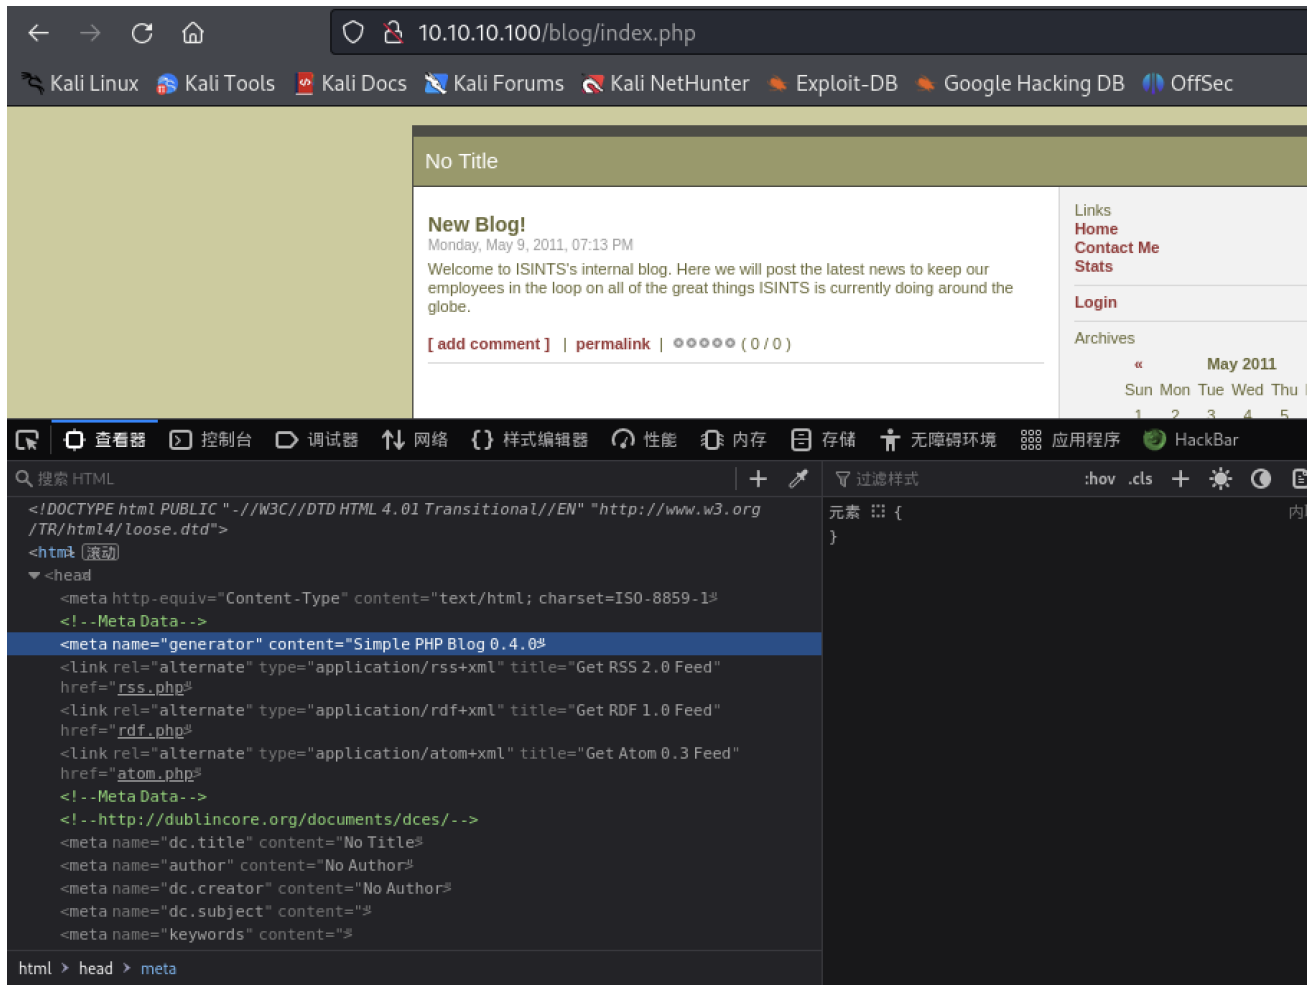 10.10.10.100/blog/index.php
Kali Linux Kali Tools Kali Docs Kali Forums Kali NetHunter Exploit-DB Google Hacking DB OffSec
No Title
New Blog!
Monday, May 9, 2011, 07:13 PM
Welcome to ISINTS's internal blog. Here we will post the latest news to keep our
employees in the loop on all of the great things ISINTS is currently doing around the
globe.
[ add comment ] | permalink | ( 0 / 0 )
Links
Home
Contact Me
Stats
Login
Archives
« May 2011
Sun Mon Tue Wed Thu
1 2 3 4 5
查看器 控制台 调试器 网络 {} 样式编辑器 性能 内存 存储 无障碍环境 应用程序 HackBar
搜索 HTML
<!DOCTYPE html PUBLIC "-//W3C//DTD HTML 4.01 Transitional//EN" "http://www.w3.org
/TR/html4/loose.dtd">
<html 滚动
<head
<meta http-equiv="Content-Type" content="text/html; charset=ISO-8859-1
<!--Meta Data-->
<meta name="generator" content="Simple PHP Blog 0.4.0
<link rel="alternate" type="application/rss+xml" title="Get RSS 2.0 Feed"
href="rss.php
<link rel="alternate" type="application/rdf+xml" title="Get RDF 1.0 Feed"
href="rdf.php
<link rel="alternate" type="application/atom+xml" title="Get Atom 0.3 Feed"
href="atom.php
<!--Meta Data-->
<!--http://dublincore.org/documents/dces/-->
<meta name="dc.title" content="No Title
<meta name="author" content="No Author
<meta name="dc.creator" content="No Author
<meta name="dc.subject" content="
<meta name="keywords" content="
html > head > meta
过滤样式 :hov .cls +
元素 {
内
}